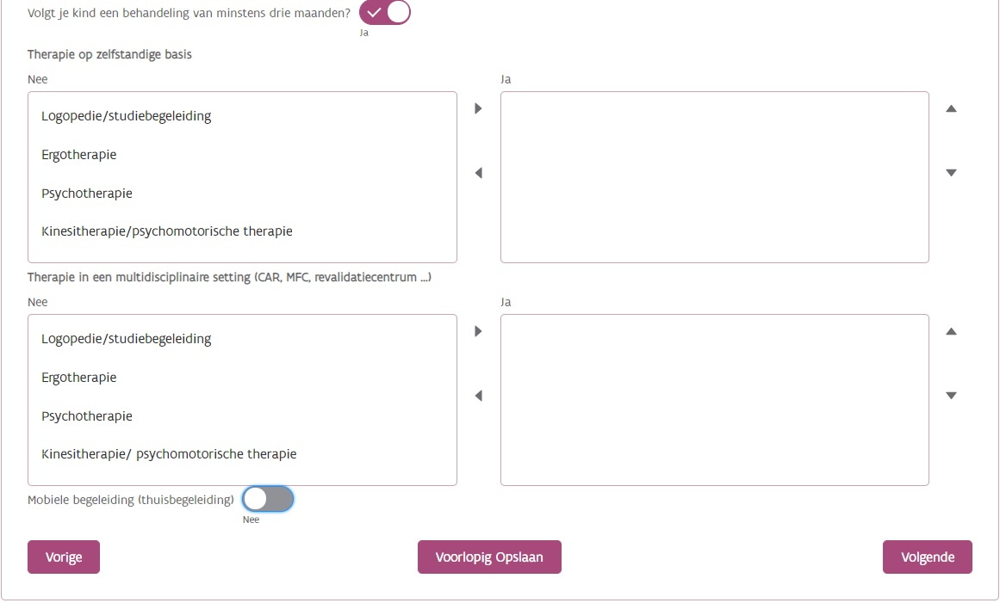 Volgt je kind een behandeling van minstens drie maanden?
Ja
Therapie op zelfstandige basis
Nee
Ja
Logopedie/studiebegeleiding
Ergotherapie
Psychotherapie
Kinesitherapie/psychomotorische therapie
Therapie in een multidisciplinaire setting (CAR, MFC, revalidatiecentrum ...)
Nee
Ja
Logopedie/studiebegeleiding
Ergotherapie
Psychotherapie
Kinesitherapie/ psychomotorische therapie
Mobiele begeleiding (thuisbegeleiding)
Nee
Vorige
Voorlopig Opslaan
Volgende